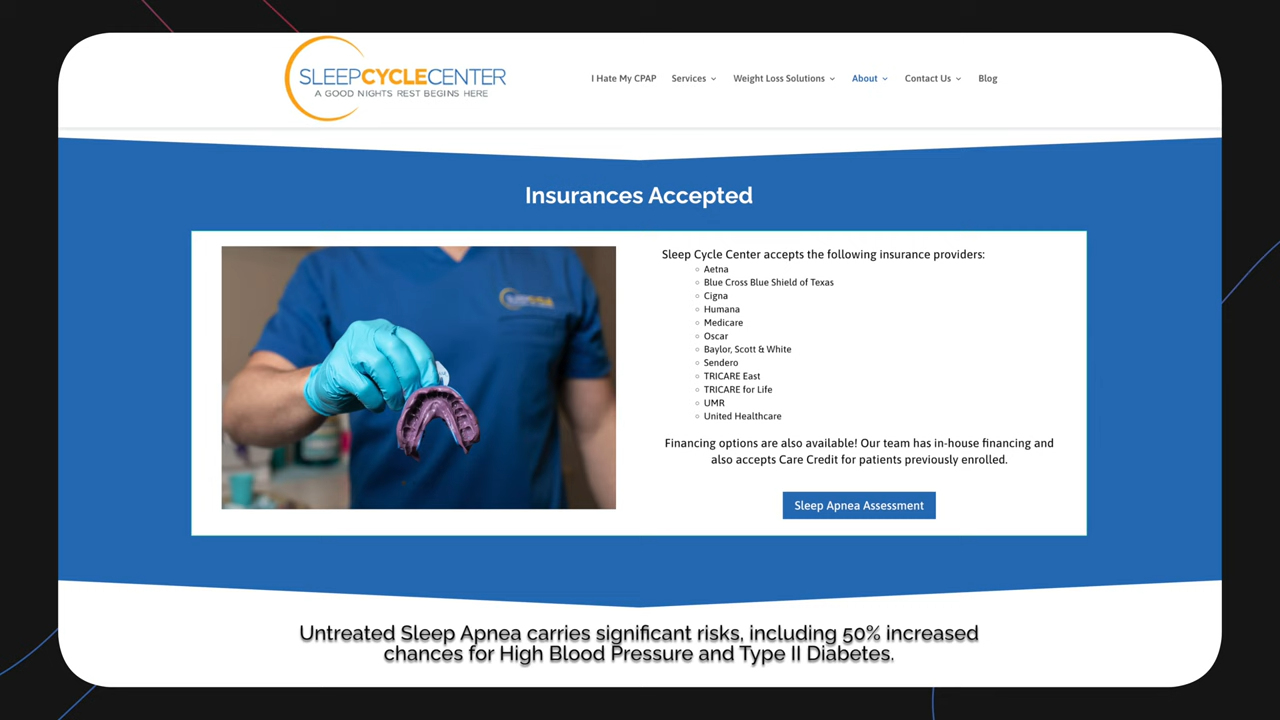 SLEEPCYCLECENTER
A GOOD NIGHTS REST BEGINS HERE
I Hate My CPAP Services Weight Loss Solutions About Contact Us Blog
Insurances Accepted
Sleep Cycle Center accepts the following insurance providers:
Aetna
Blue Cross Blue Shield of Texas
Cigna
Humana
Medicare
Oscar
Baylor, Scott & White
Sendero
TRICARE East
TRICARE for Life
UMR
United Healthcare
Financing options are also available! Our team has in-house financing and
also accepts Care Credit for patients previously enrolled.
Sleep Apnea Assessment
Untreated Sleep Apnea carries significant risks, including 50% increased
chances for High Blood Pressure and Type II Diabetes.